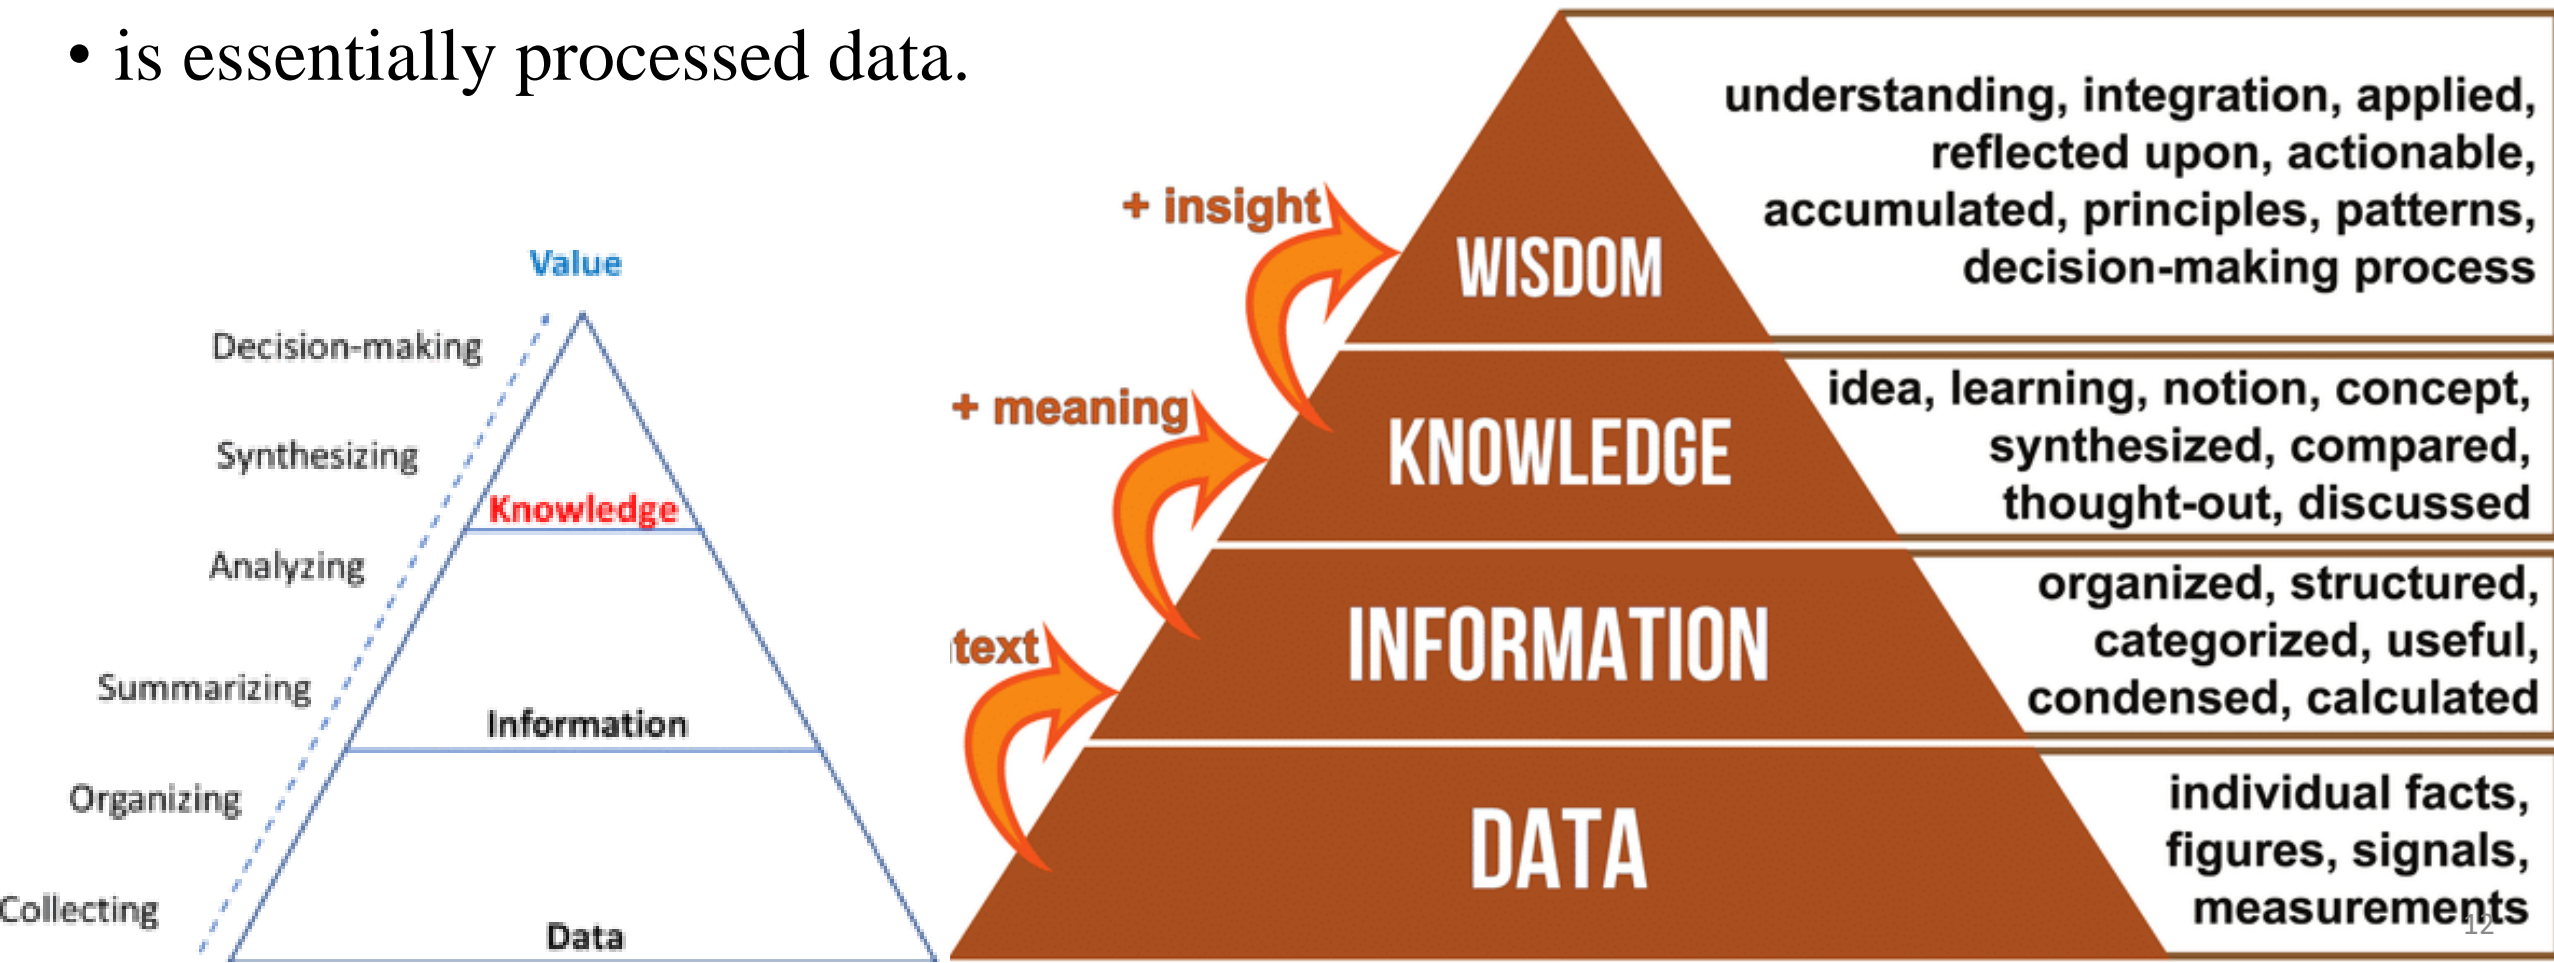 • is essentially processed data.
Value
Decision-making
Synthesizing
Knowledge
Analyzing
Summarizing
Information
Organizing
Collecting
Data
+ insight
+ meaning
text
WISDOM
KNOWLEDGE
INFORMATION
DATA
understanding, integration, applied,
reflected upon, actionable,
accumulated, principles, patterns,
decision-making process
idea, learning, notion, concept,
synthesized, compared,
thought-out, discussed
organized, structured,
categorized, useful,
condensed, calculated
individual facts,
figures, signals,
measurements
12